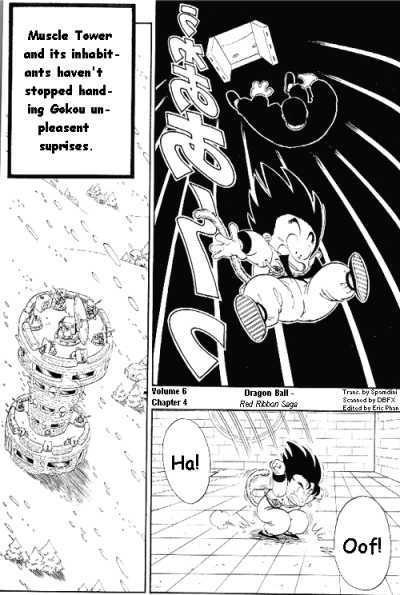 Muscle Tower
and its inhabit-
ants haven't
stopped hand-
ing Gokou un-
pleasent
suprises.
Volume 6
Chapter 4
Dragon Ball -
Red Ribbon Saga
Trans. by Spamdini
Scanned by DBFX
Edited by Eric Phan
Ha!
Oof!